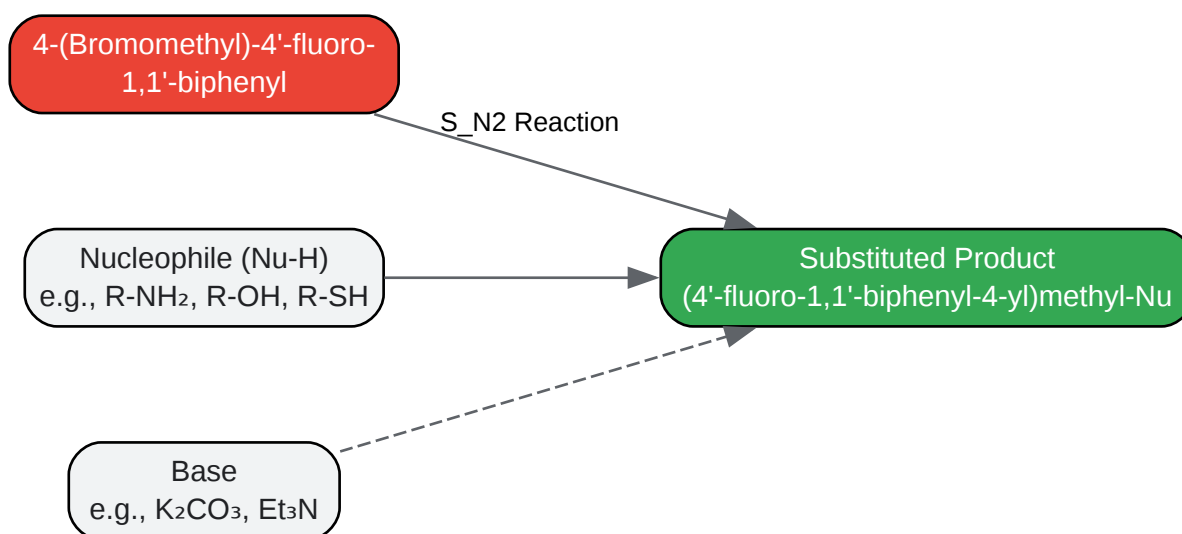 4-(Bromomethyl)-4'-fluoro-
1,1'-biphenyl
S_N2 Reaction
Nucleophile (Nu-H)
e.g., R-NH₂, R-OH, R-SH
Substituted Product
(4'-fluoro-1,1'-biphenyl-4-yl)methyl-Nu
Base
e.g., K₂CO₃, Et₃N